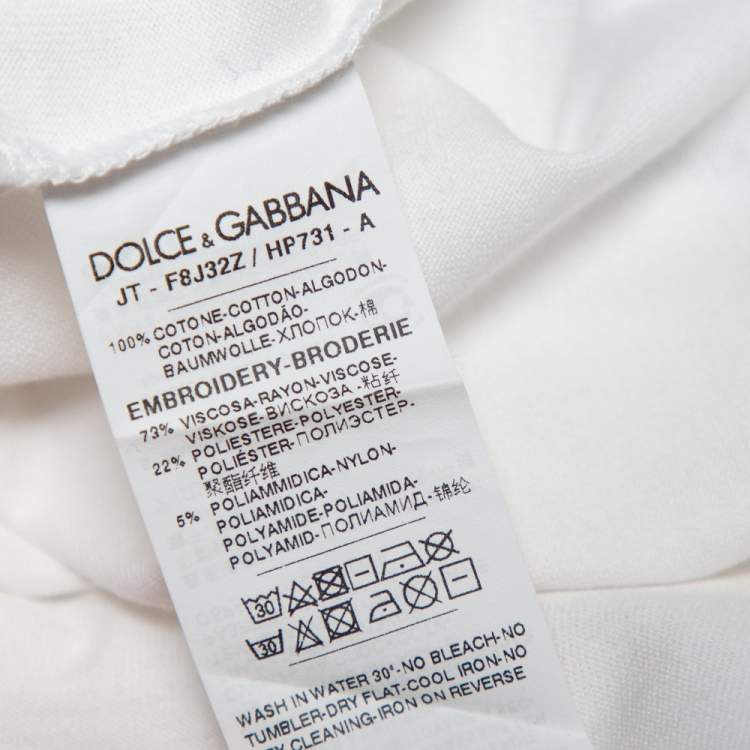 DOLCE & GABBANA
JT - F8J32Z / HP731 - A
100% COTONE-COTTON-ALGODON-
COTON-ALGODÃO-
BAUMWOLLE-ХЛОПОК-棉
EMBROIDERY-BRODERIE
73% VISCOSA-RAYON-VISCOSE-
VISKOSE-ВИСКОЗА-粘纤
22% POLIESTERE-POLYESTER-
POLIÉSTER-ПОЛИЭСТЕР-
聚酯纤维
5% POLIAMMIDICA-NYLON-
POLIAMIDICA-
POLYAMIDE-POLIAMIDA-
POLYAMID-ПОЛИАМИД-锦纶
30
30
WASH IN WATER 30°-NO BLEACH-NO
TUMBLER-DRY FLAT-COOL IRON-NO
CLEANING-IRON ON REVERSE